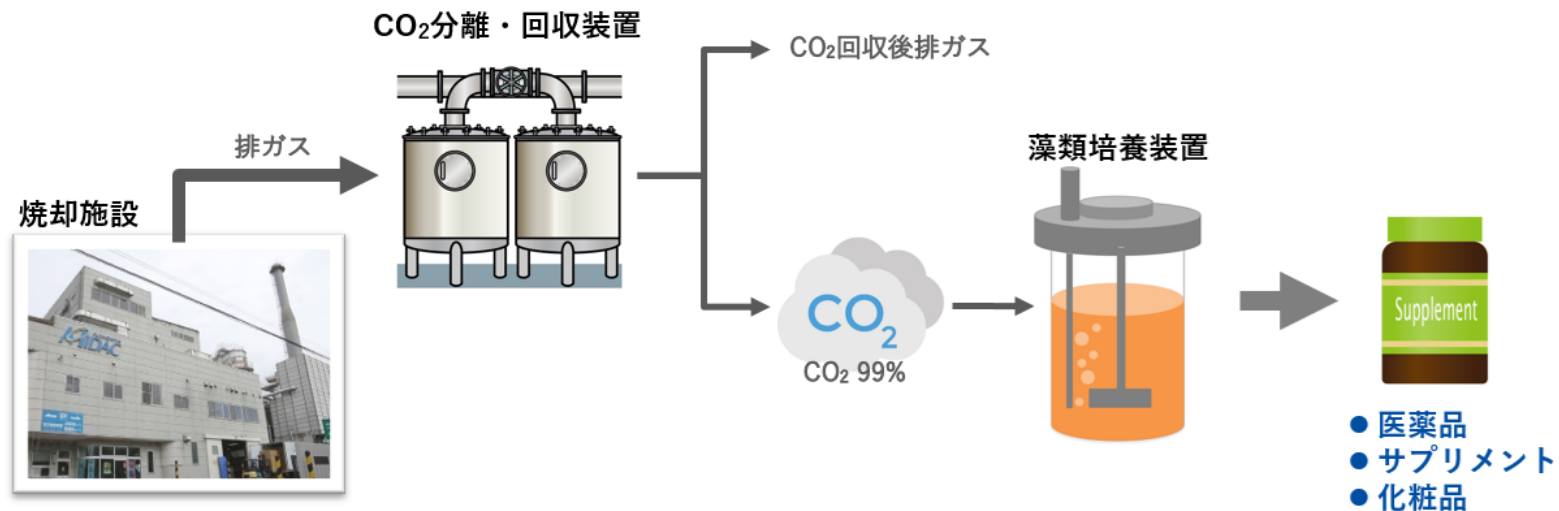 CO₂分離・回収装置
CO₂回収後排ガス
排ガス
藻類培養装置
焼却施設
MIDAC
CO₂
CO₂ 99%
Supplement
● 医薬品
● サプリメント
● 化粧品